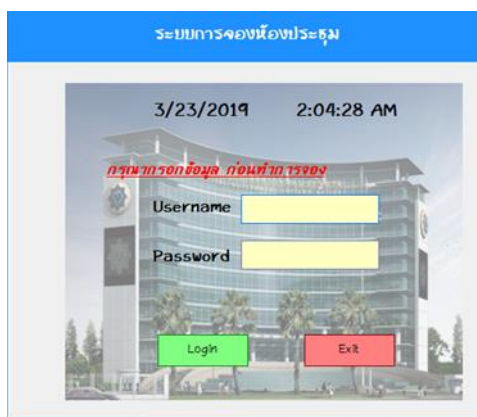 ระบบการจองห้องประชุม
3/23/2019 2:04:28 AM
กรุณากรอกข้อมูล ก่อนทำการจอง
Username
Password
Login Exit